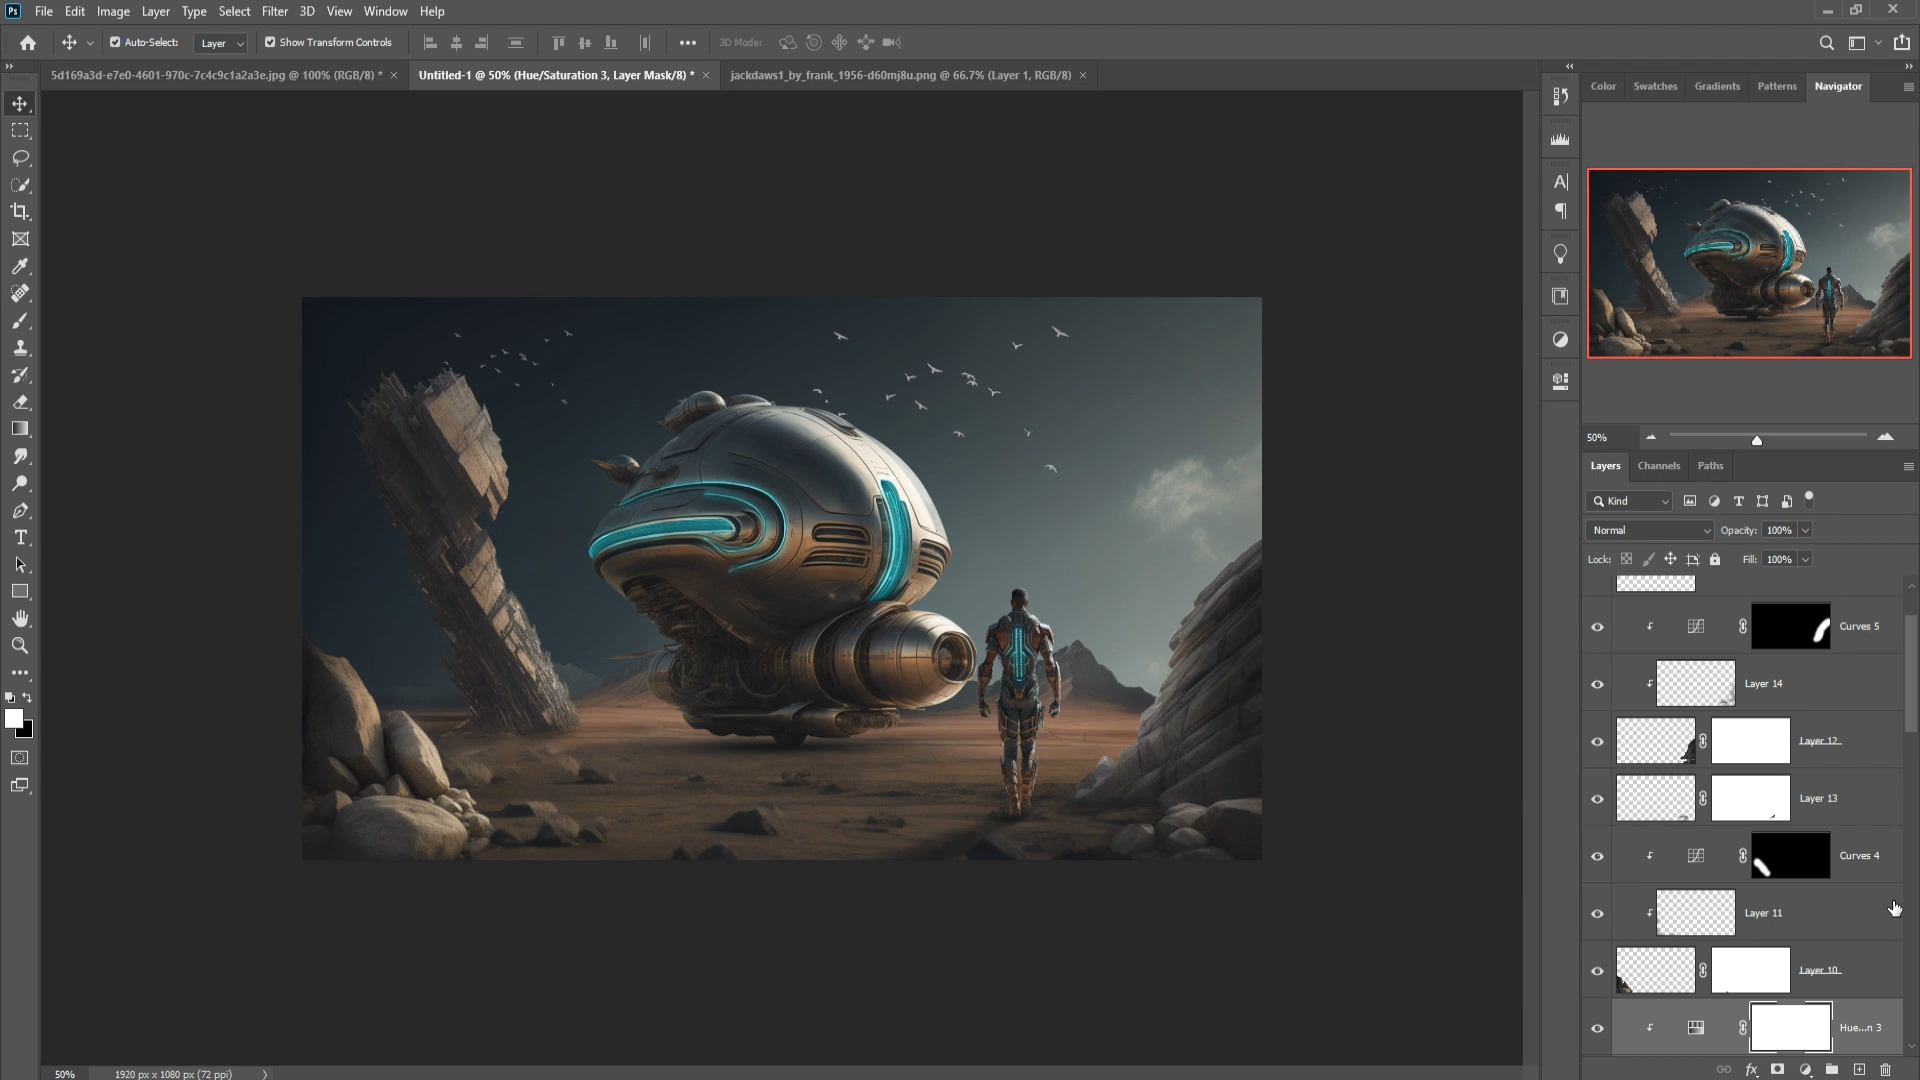 Ps File Edit Image Layer Type Select Filter 3D View Window Help
Auto-Select: Layer Show Transform Controls 3D Mode:
5d169a3d-e7e0-4601-970c-7c4c9c1a2a3e.jpg @ 100% (RGB/8) * Untitled-1 @ 50% (Hue/Saturation 3, Layer Mask/8) * jackdaws1_by_frank_1956-d60mj8u.png @ 66.7% (Layer 1, RGB/8)
Color Swatches Gradients Patterns Navigator
50%
Layers Channels Paths
Kind
Normal Opacity: 100%
Lock: Fill: 100%
Curves 5
Layer 14
Layer 12
Layer 13
Curves 4
Layer 11
Layer 10
Hue...n 3
50% 1920 px x 1080 px (72 ppi)